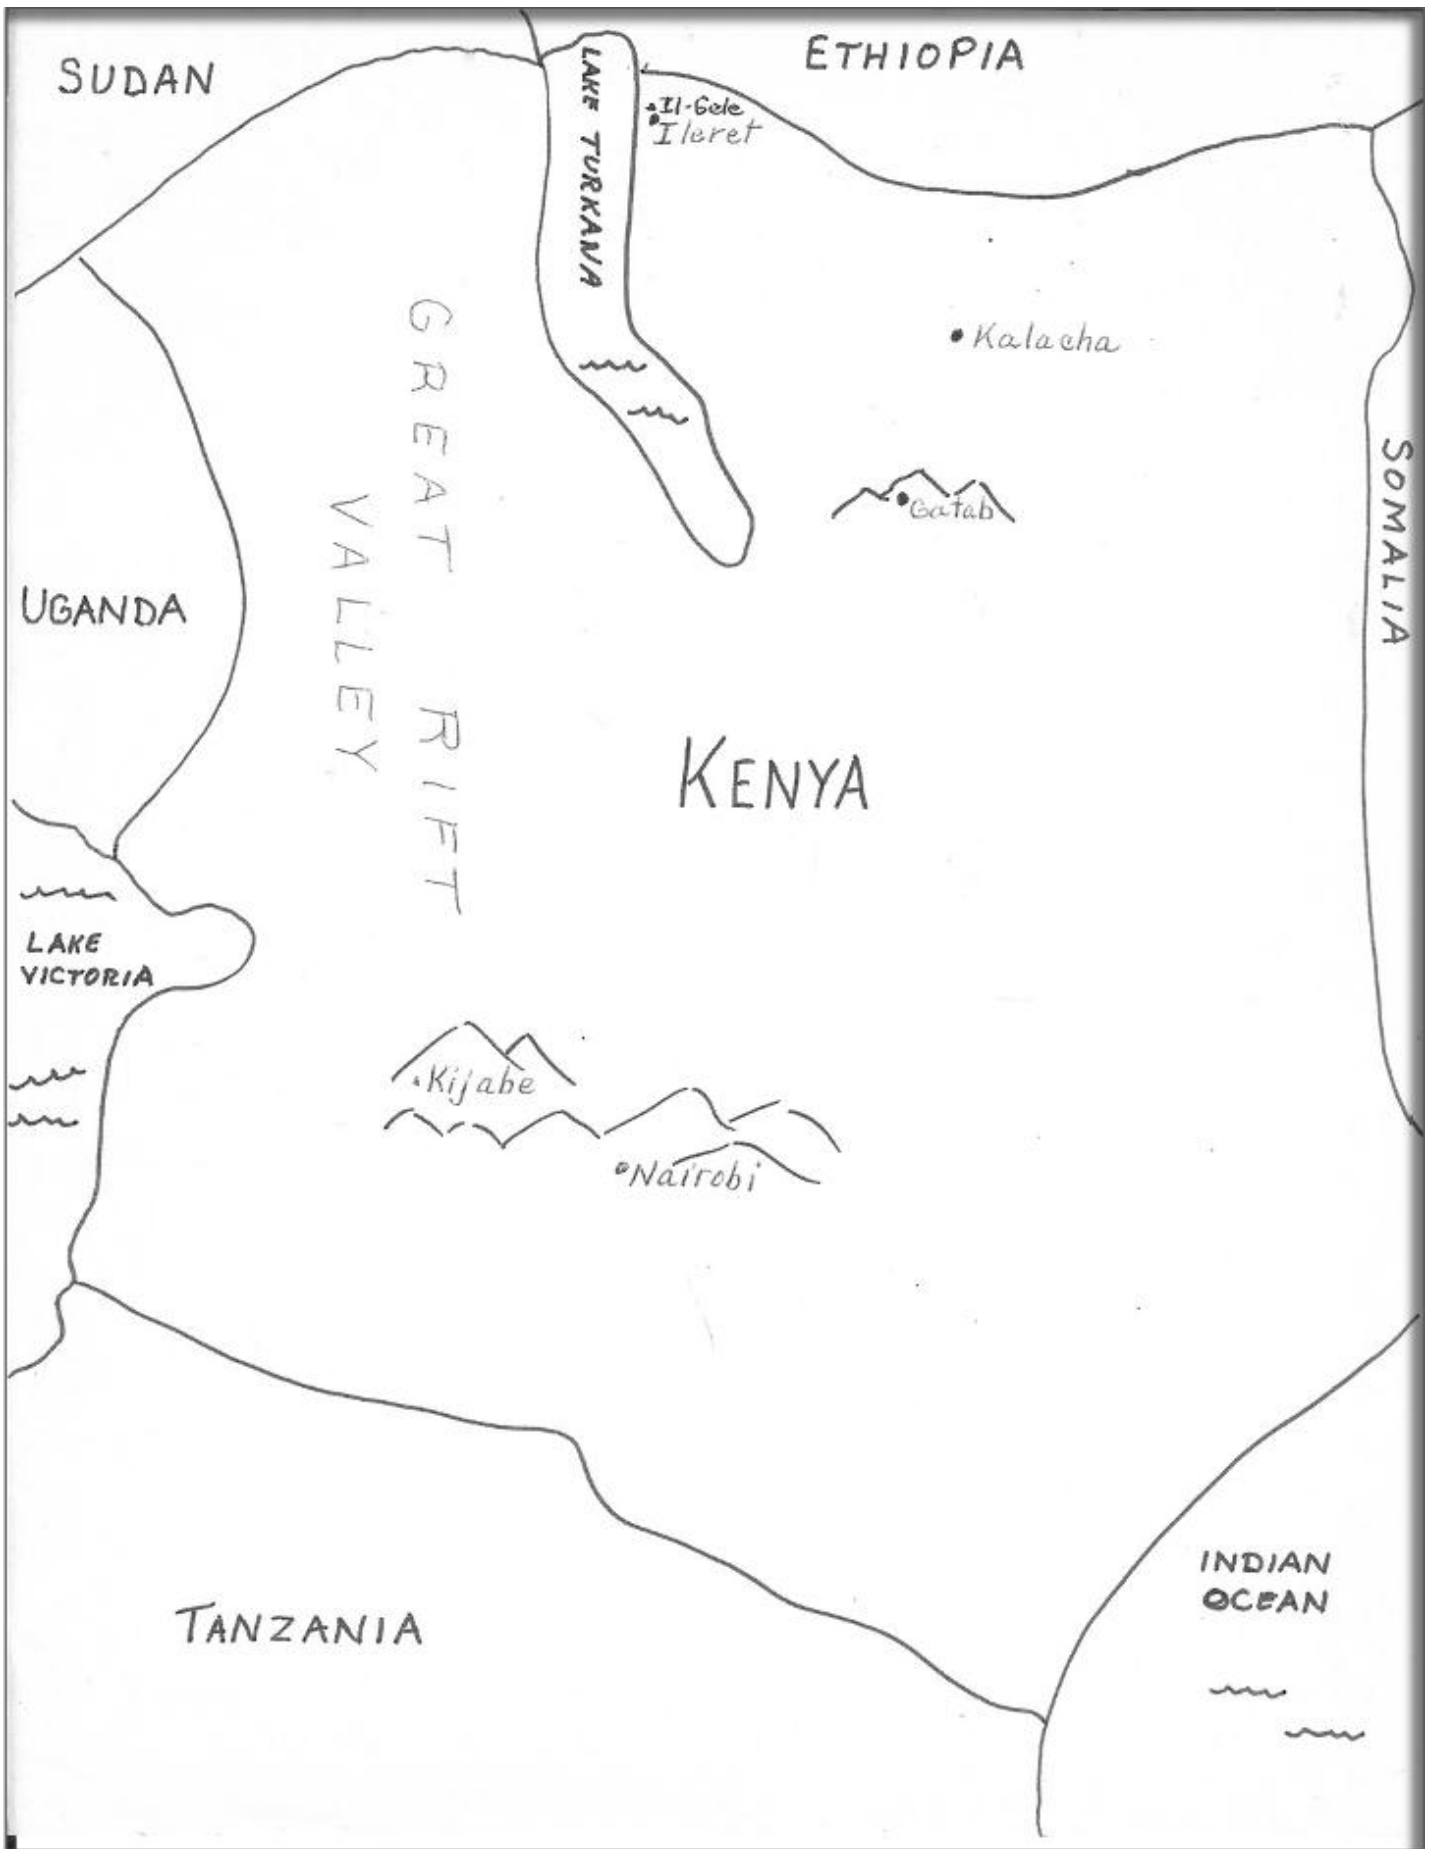 SUDAN
ETHIOPIA
LAKE TURKANA
Il-Gele
Ileret
GREAT RIFT
VALLEY
Kalacha
Gatab
SOMALIA
UGANDA
KENYA
LAKE
VICTORIA
Kijabe
Nairobi
INDIAN
OCEAN
TANZANIA